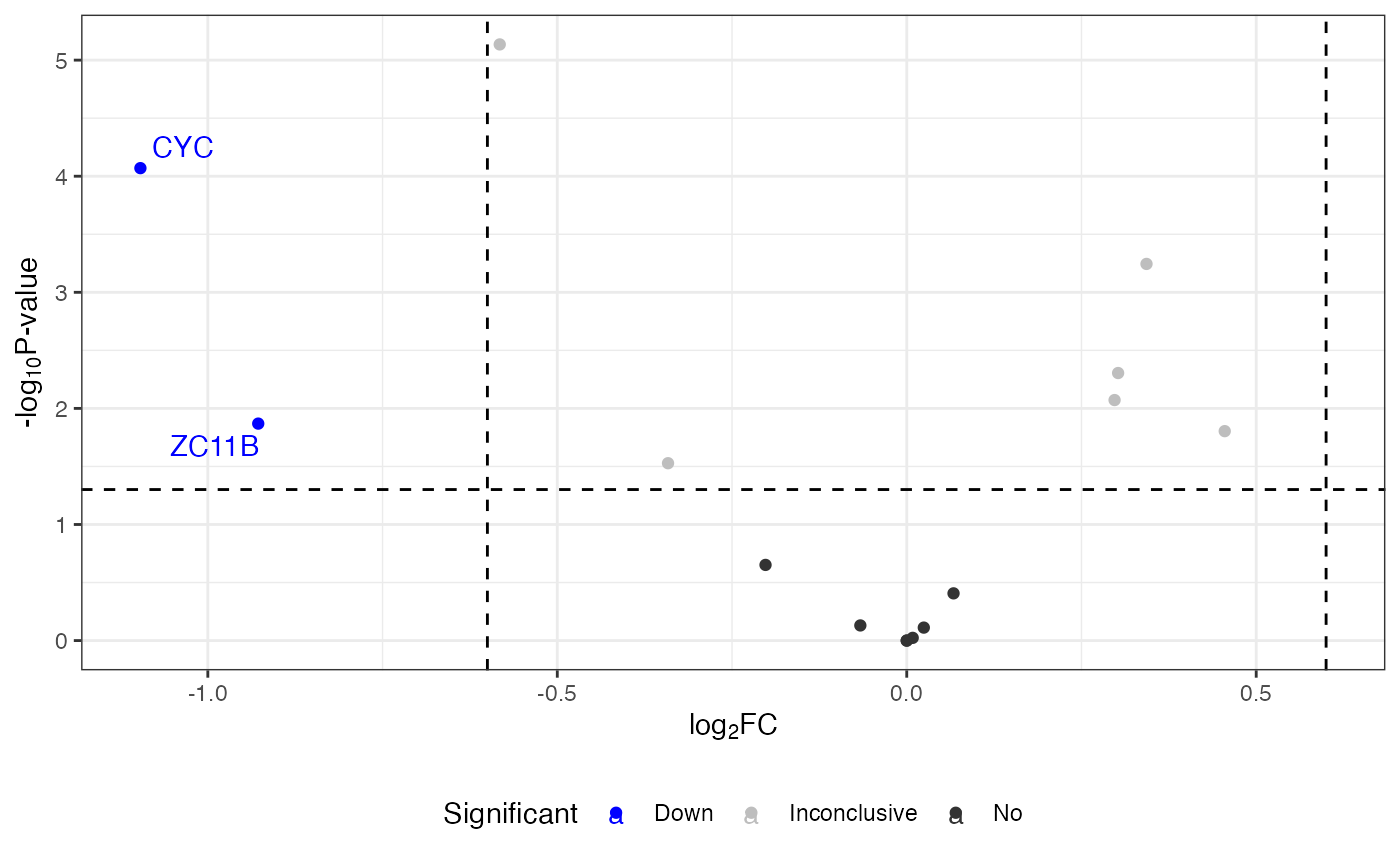 5
CYC
4
3
-log₁₀P-value
2
ZC11B
1
0
-1.0 -0.5 0.0 0.5
log₂FC
Significant a Down a Inconclusive a No